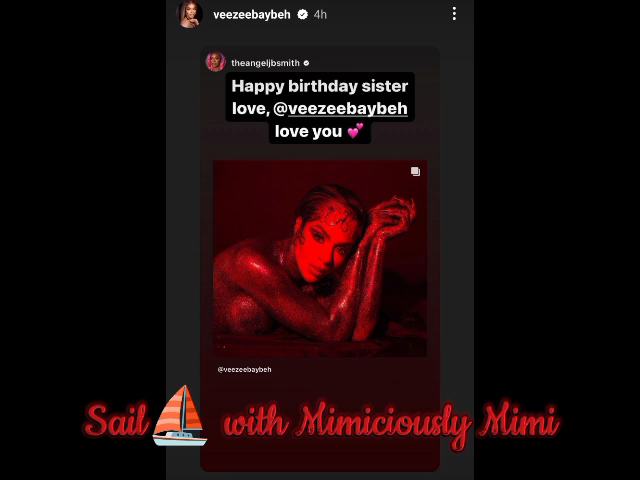 veezeebaybeh 4h
theangeljbsmith
Happy birthday sister
love, @veezeebaybeh
love you 💕
@veezeebaybeh
Sail with Mimiciously Mimi